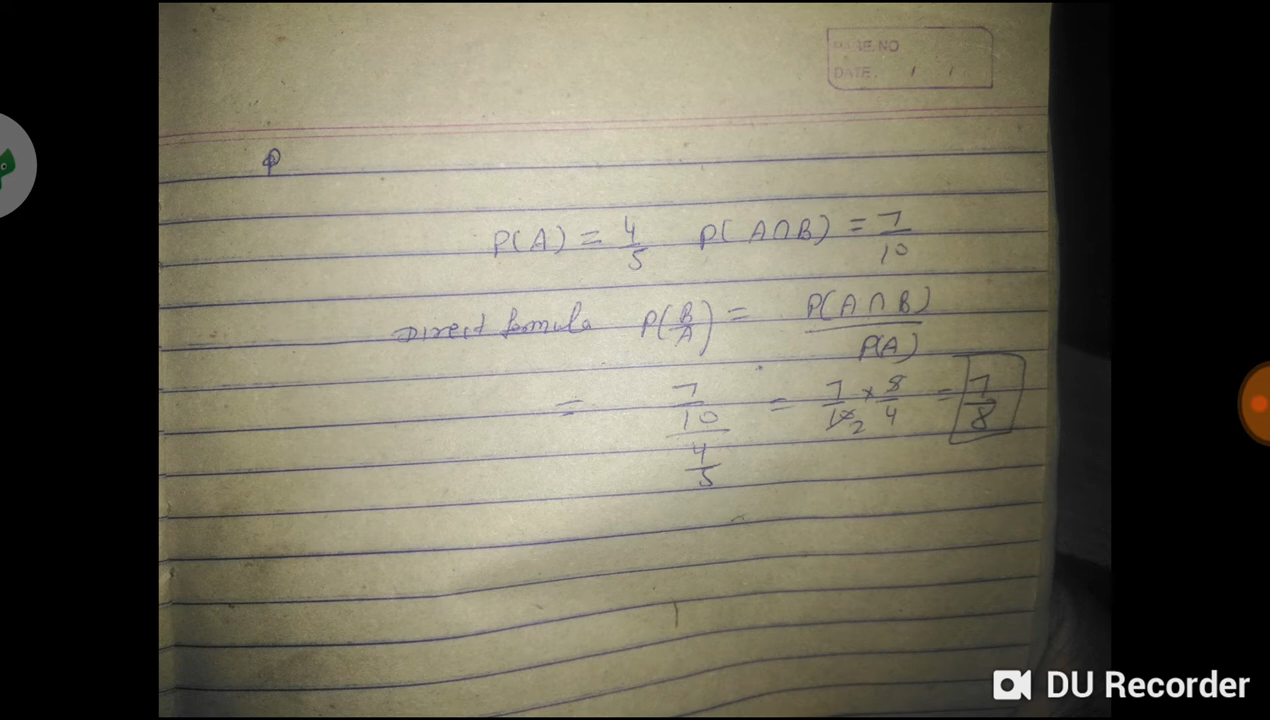 PAGE NO
DATE. / /
P(A) = 4/5 P(A∩B) = 7/10
Direct formula P(B/A) = P(A∩B)/P(A)
= 7/10 / 4/5 = 7/10 2 × 5/4 = 7/8
DU Recorder